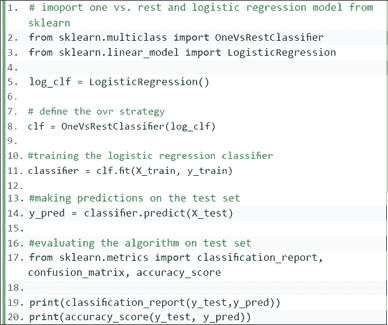 1. # imoport one vs. rest and logistic regression model from
sklearn
2. from sklearn.multiclass import OneVsRestClassifier
3. from sklearn.linear_model import LogisticRegression
4.
5. log_clf = LogisticRegression()
6.
7. # define the ovr strategy
8. clf = OneVsRestClassifier(log_clf)
9.
10. #training the logistic regression classifier
11. classifier = clf.fit(X_train, y_train)
12.
13. #making predictions on the test set
14. y_pred = classifier.predict(X_test)
15.
16. #evaluating the algorithm on test set
17. from sklearn.metrics import classification_report,
confusion_matrix, accuracy_score
18.
19. print(classification_report(y_test,y_pred))
20. print(accuracy_score(y_test, y_pred))